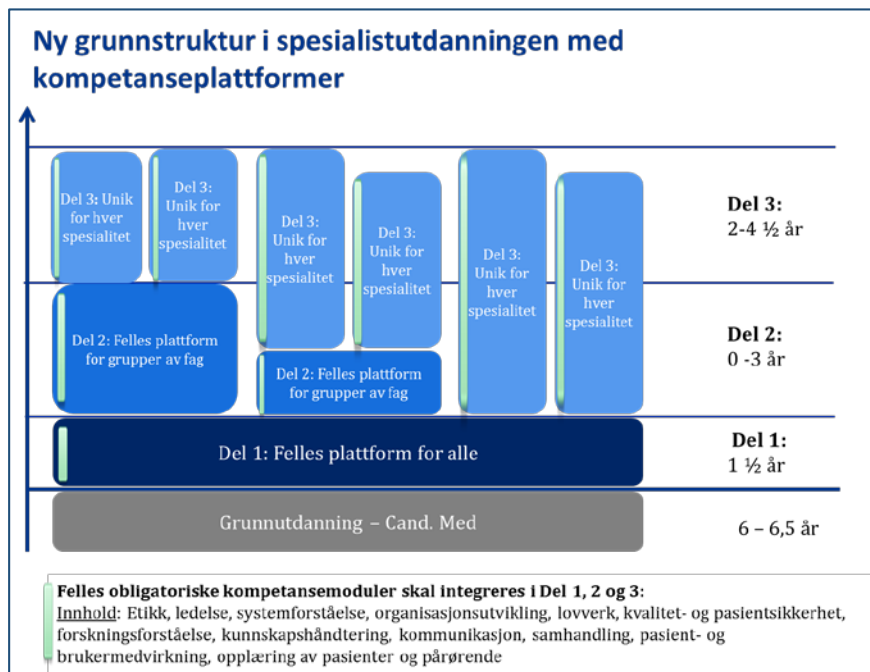 Ny grunnstruktur i spesialistutdanningen med
kompetanseplattformer
Del 3: Unik
for hver
spesialitet
Del 3:
Unik for
hver
spesialitet
Del 3:
Unik for
hver
spesialitet
Del 3:
Unik for
hver
spesialitet
Del 3:
Unik for
hver
spesialitet
Del 3:
Unik for
hver
spesialitet
Del 3:
2-4 ½ år
Del 2: Felles plattform
for grupper av fag
Del 2: Felles plattform
for grupper av fag
Del 2:
0 -3 år
Del 1: Felles plattform for alle
Del 1:
1 ½ år
Grunnutdanning – Cand. Med
6 – 6,5 år
Felles obligatoriske kompetansemoduler skal integreres i Del 1, 2 og 3:
Innhold: Etikk, ledelse, systemforståelse, organisasjonsutvikling, lovverk, kvalitet- og pasientsikkerhet,
forskningsforståelse, kunnskapshåndtering, kommunikasjon, samhandling, pasient- og
brukermedvirkning, opplæring av pasienter og pårørende